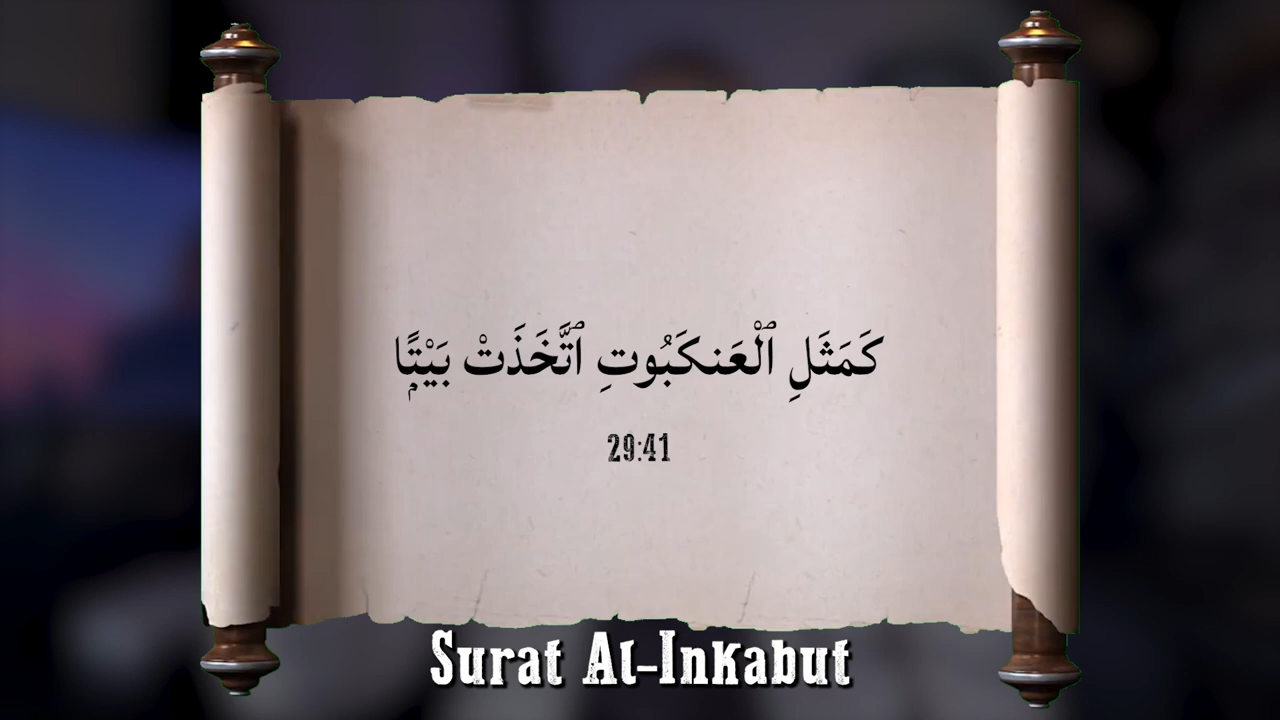 كَمَثَلِ ٱلْعَنكَبُوتِ ٱتَّخَذَتْ بَيْتًۭا
29:41
Surat Al-Inkabut